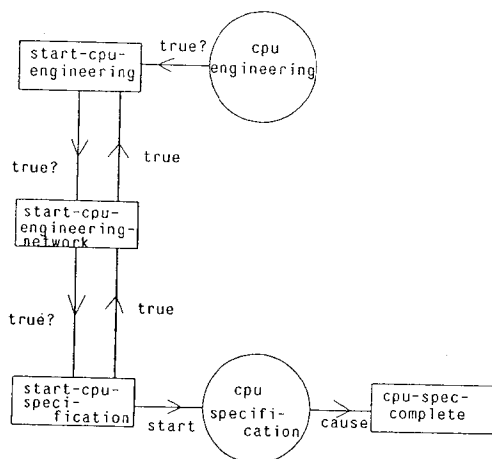 start-cpu-
engineering
true?
cpu
engineering
true?
true
start-cpu-
engineering-
network
true?
true
start-cpu-
speci-
fication
start
cpu
specifi-
cation
cause
cpu-spec-
complete